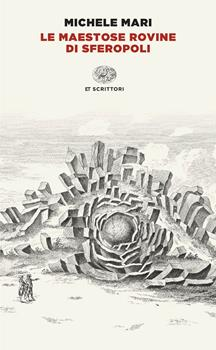 MICHELE MARI
LE MAESTOSE ROVINE
DI SFEROPOLI
ET SCRITTORI